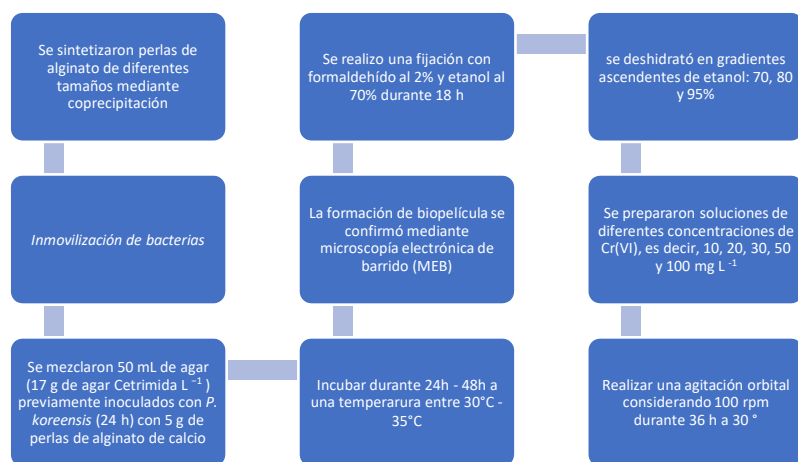 Se sintetizaron perlas de
alginato de diferentes
tamaños mediante
coprecipitación
Inmovilización de bacterias
Se mezclaron 50 mL de agar
(17 g de agar Cetrimida L⁻¹)
previamente inoculados con P.
koreensis (24 h) con 5 g de
perlas de alginato de calcio
Incubar durante 24h - 48h a
una temperarura entre 30°C -
35°C
La formación de biopelícula se
confirmó mediante
microscopía electrónica de
barrido (MEB)
Se realizo una fijación con
formaldehído al 2% y etanol al
70% durante 18 h
se deshidrató en gradientes
ascendentes de etanol: 70, 80
y 95%
Se prepararon soluciones de
diferentes concentraciones de
Cr(VI), es decir, 10, 20, 30, 50
y 100 mg L⁻¹
Realizar una agitación orbital
considerando 100 rpm
durante 36 h a 30 °